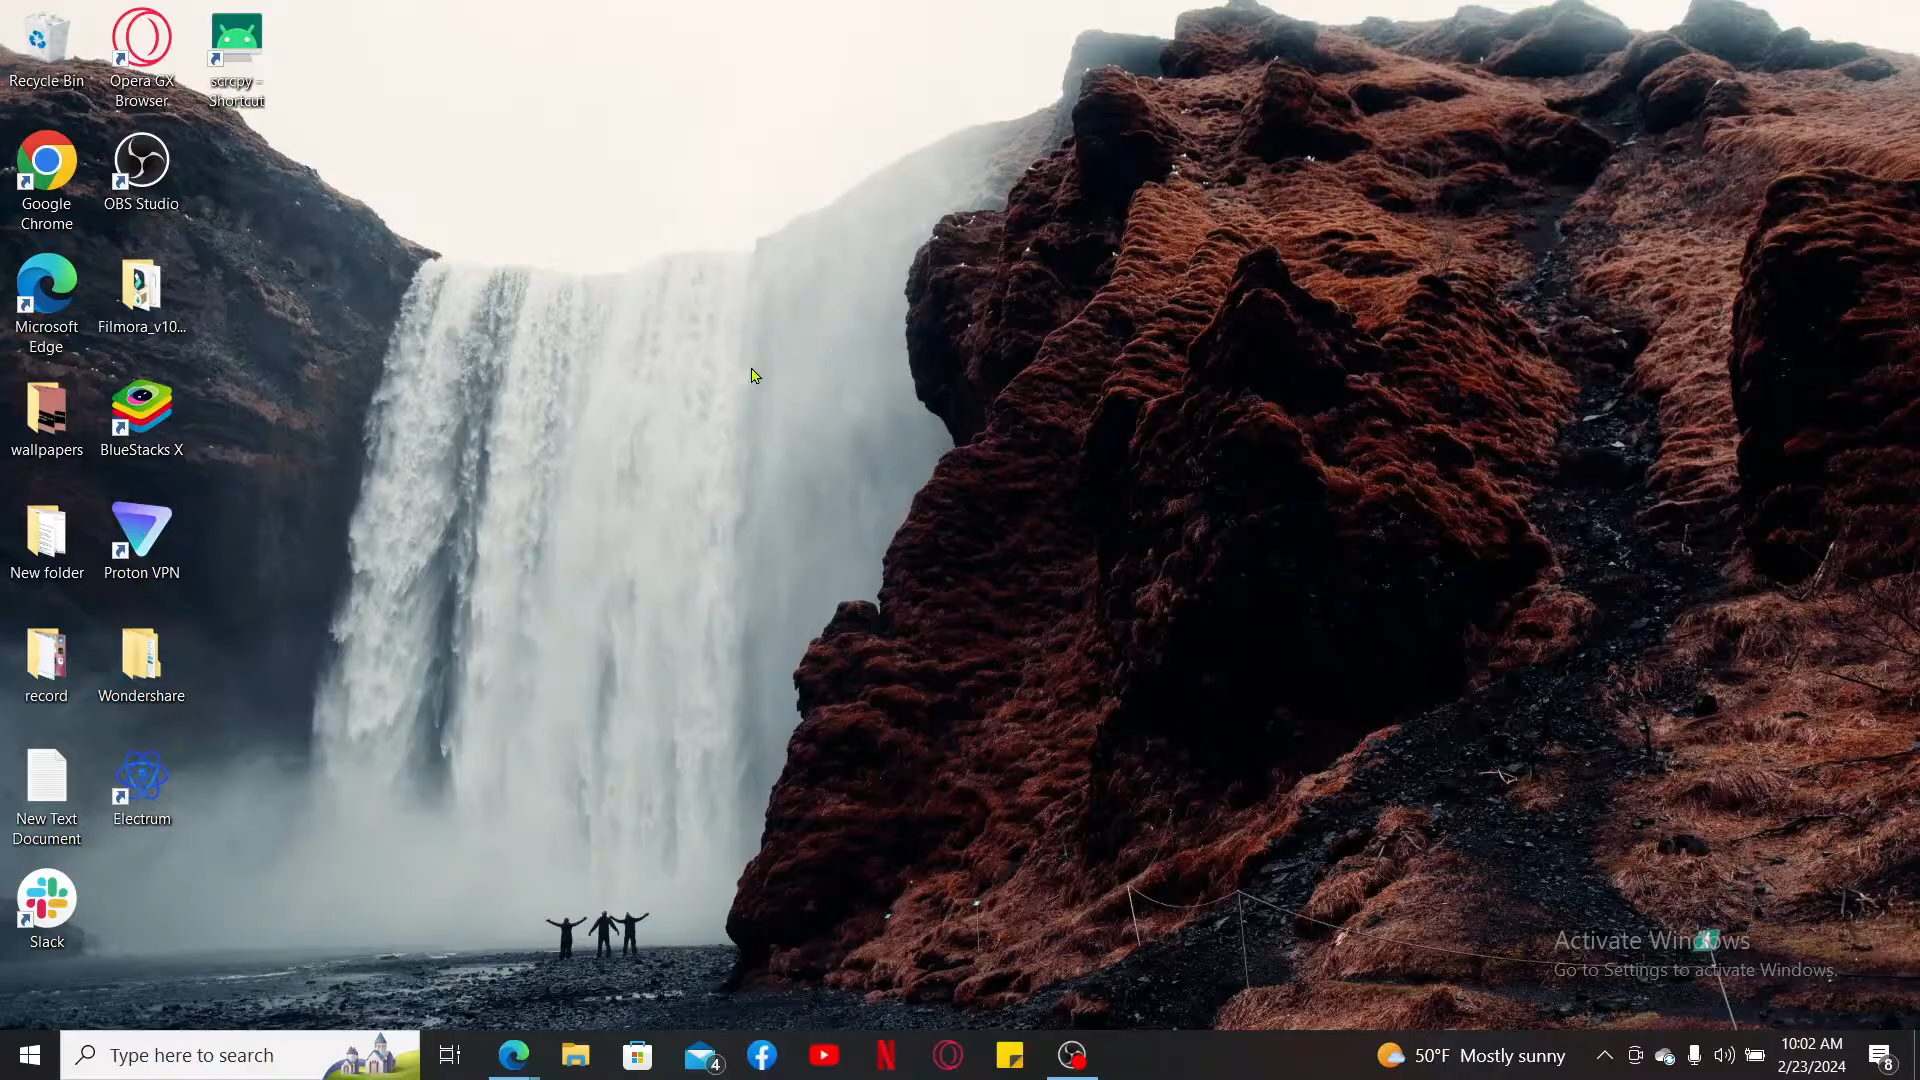 Recycle Bin
Opera GX
Browser
scrcpy -
Shortcut
Google
Chrome
OBS Studio
Microsoft
Edge
Filmora_v10...
wallpapers
BlueStacks X
New folder
Proton VPN
record
Wondershare
New Text
Document
Electrum
Slack
Activate Windows
Go to Settings to activate Windows.
Type here to search
4
50°F Mostly sunny
10:02 AM
2/23/2024
8